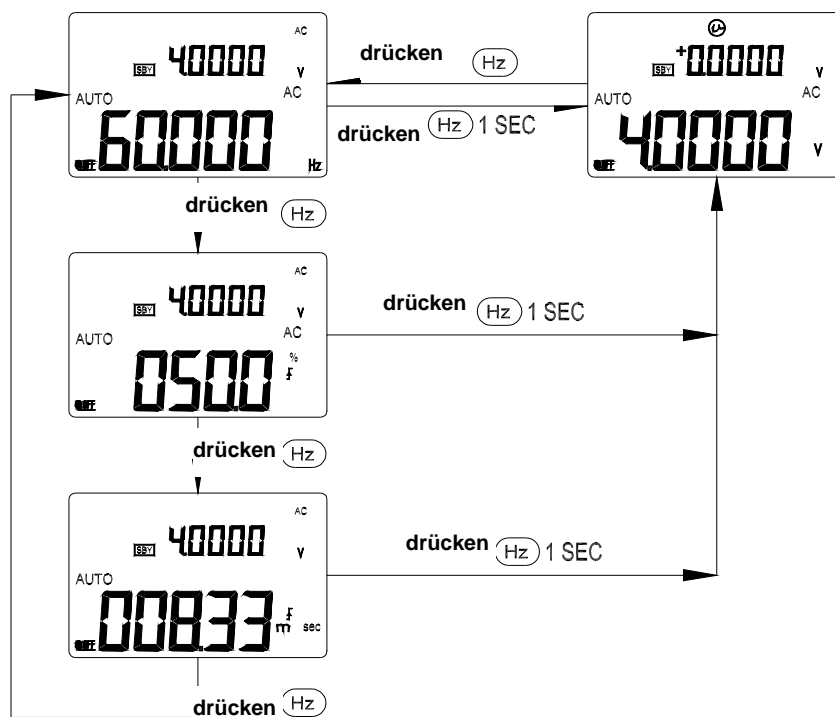 AC
SBY 4.0000 V
AUTO AC
60.000 Hz
drücken Hz
drücken Hz 1 SEC
SBY +0.0000 V
AUTO AC
4.0000 V
drücken Hz
AC
SBY 4.0000 V
AUTO AC
050.0 %
drücken Hz 1 SEC
drücken Hz
AC
SBY 4.0000 V
AUTO
008.33 m sec
drücken Hz 1 SEC
drücken Hz